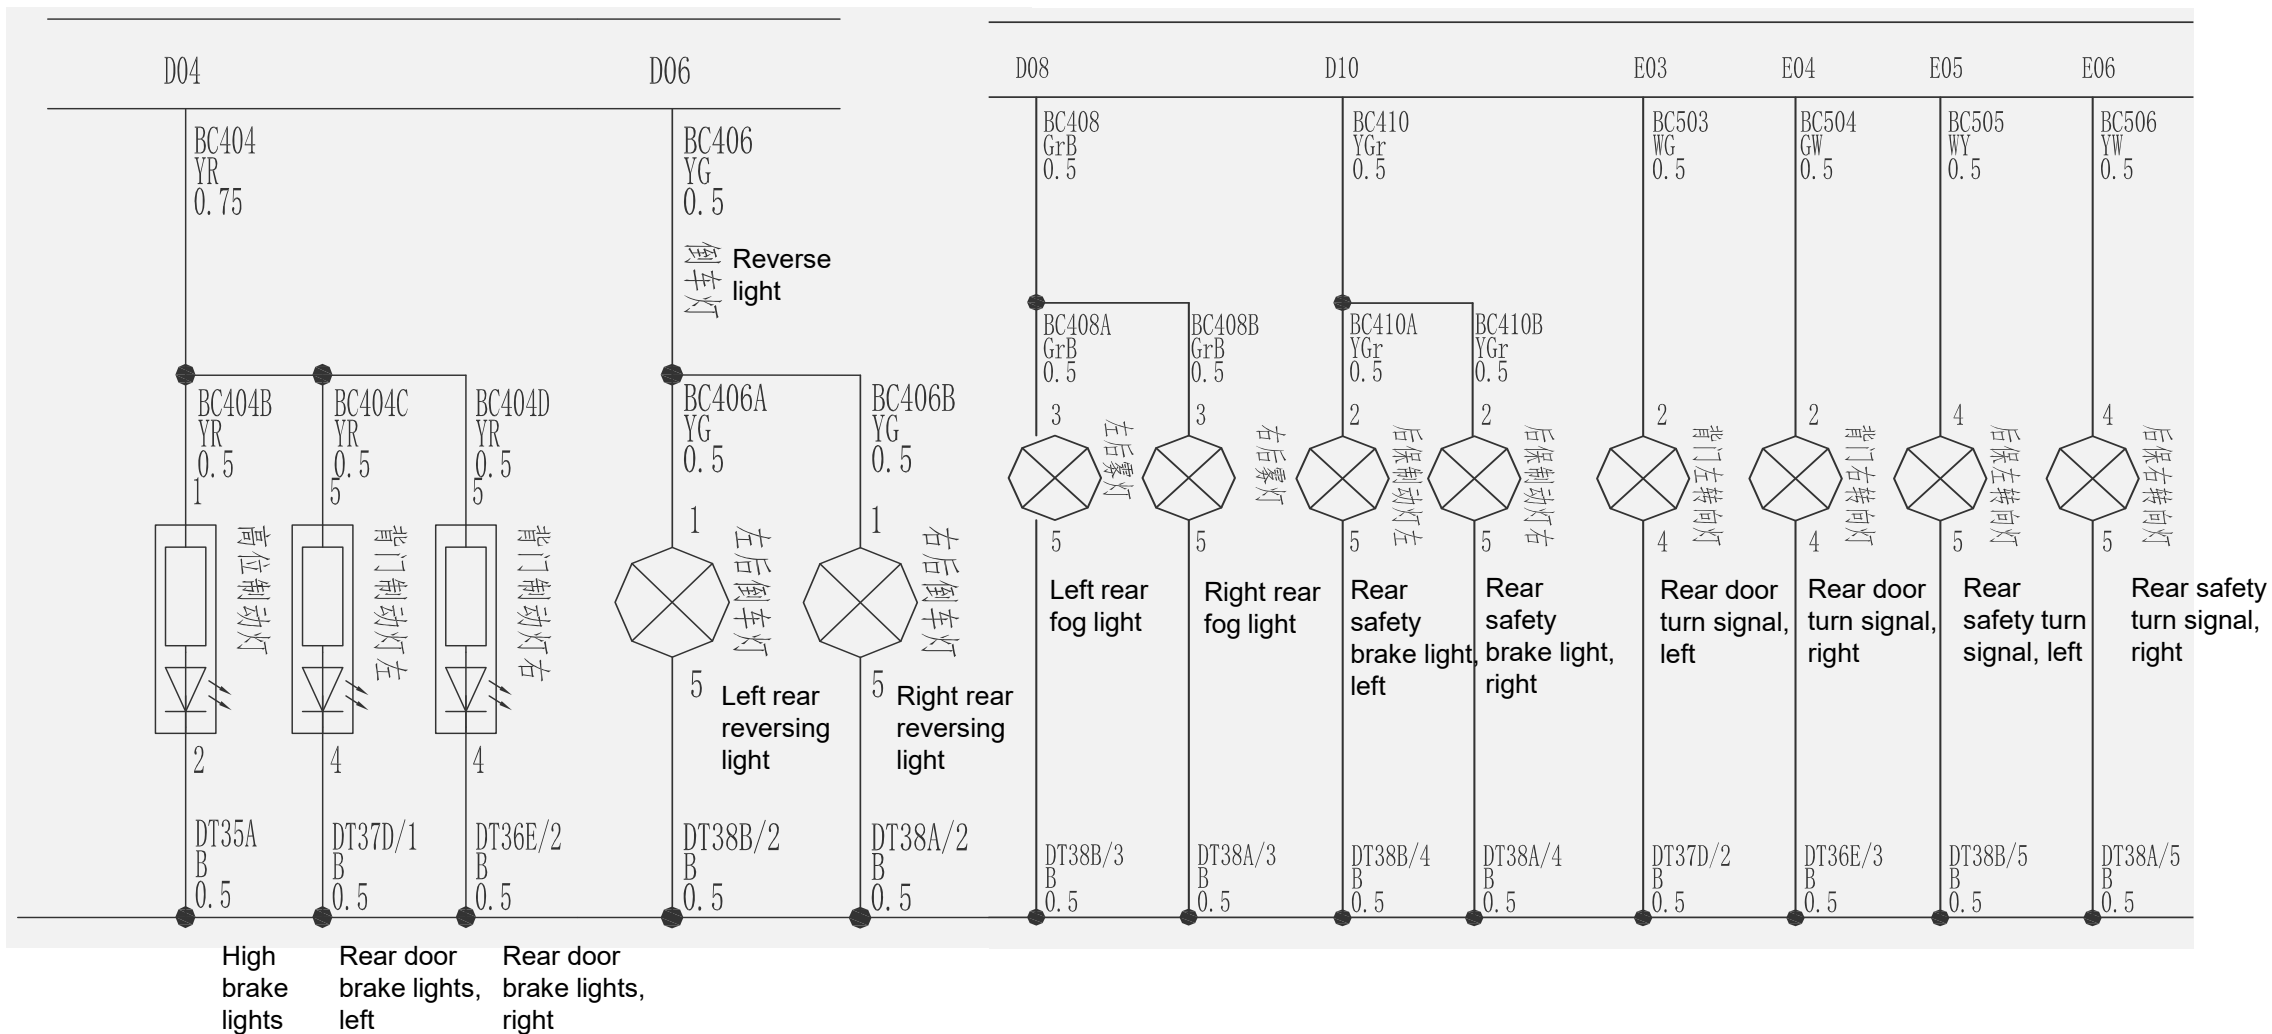 D04
D06
D08
D10
E03
E04
E05
E06
BC404
YR
0.75
BC406
YG
0.5
倒车灯
Reverse
light
BC408
GrB
0.5
BC410
YGr
0.5
BC503
WG
0.5
BC504
GW
0.5
BC505
WY
0.5
BC506
YW
0.5
BC404B
YR
0.5
1
BC404C
YR
0.5
5
BC404D
YR
0.5
5
BC406A
YG
0.5
1
BC406B
YG
0.5
1
BC408A
GrB
0.5
3
BC408B
GrB
0.5
3
BC410A
YGr
0.5
2
BC410B
YGr
0.5
2
2
2
4
4
高位制动灯
背门制动灯左
背门制动灯右
左后倒车灯
右后倒车灯
左后雾灯
右后雾灯
后保制动灯左
后保制动灯右
背门左转向灯
背门右转向灯
后保左转向灯
后保右转向灯
2
4
4
5
5
5
5
5
5
4
4
5
5
Left rear
reversing
light
Right rear
reversing
light
Left rear
fog light
Right rear
fog light
Rear
safety
brake light,
left
Rear
safety
brake light,
right
Rear door
turn signal,
left
Rear door
turn signal,
right
Rear
safety turn
signal, left
Rear safety
turn signal,
right
DT35A
B
0.5
DT37D/1
B
0.5
DT36E/2
B
0.5
DT38B/2
B
0.5
DT38A/2
B
0.5
DT38B/3
B
0.5
DT38A/3
B
0.5
DT38B/4
B
0.5
DT38A/4
B
0.5
DT37D/2
B
0.5
DT36E/3
B
0.5
DT38B/5
B
0.5
DT38A/5
B
0.5
High
brake
lights
Rear door
brake lights,
left
Rear door
brake lights,
right